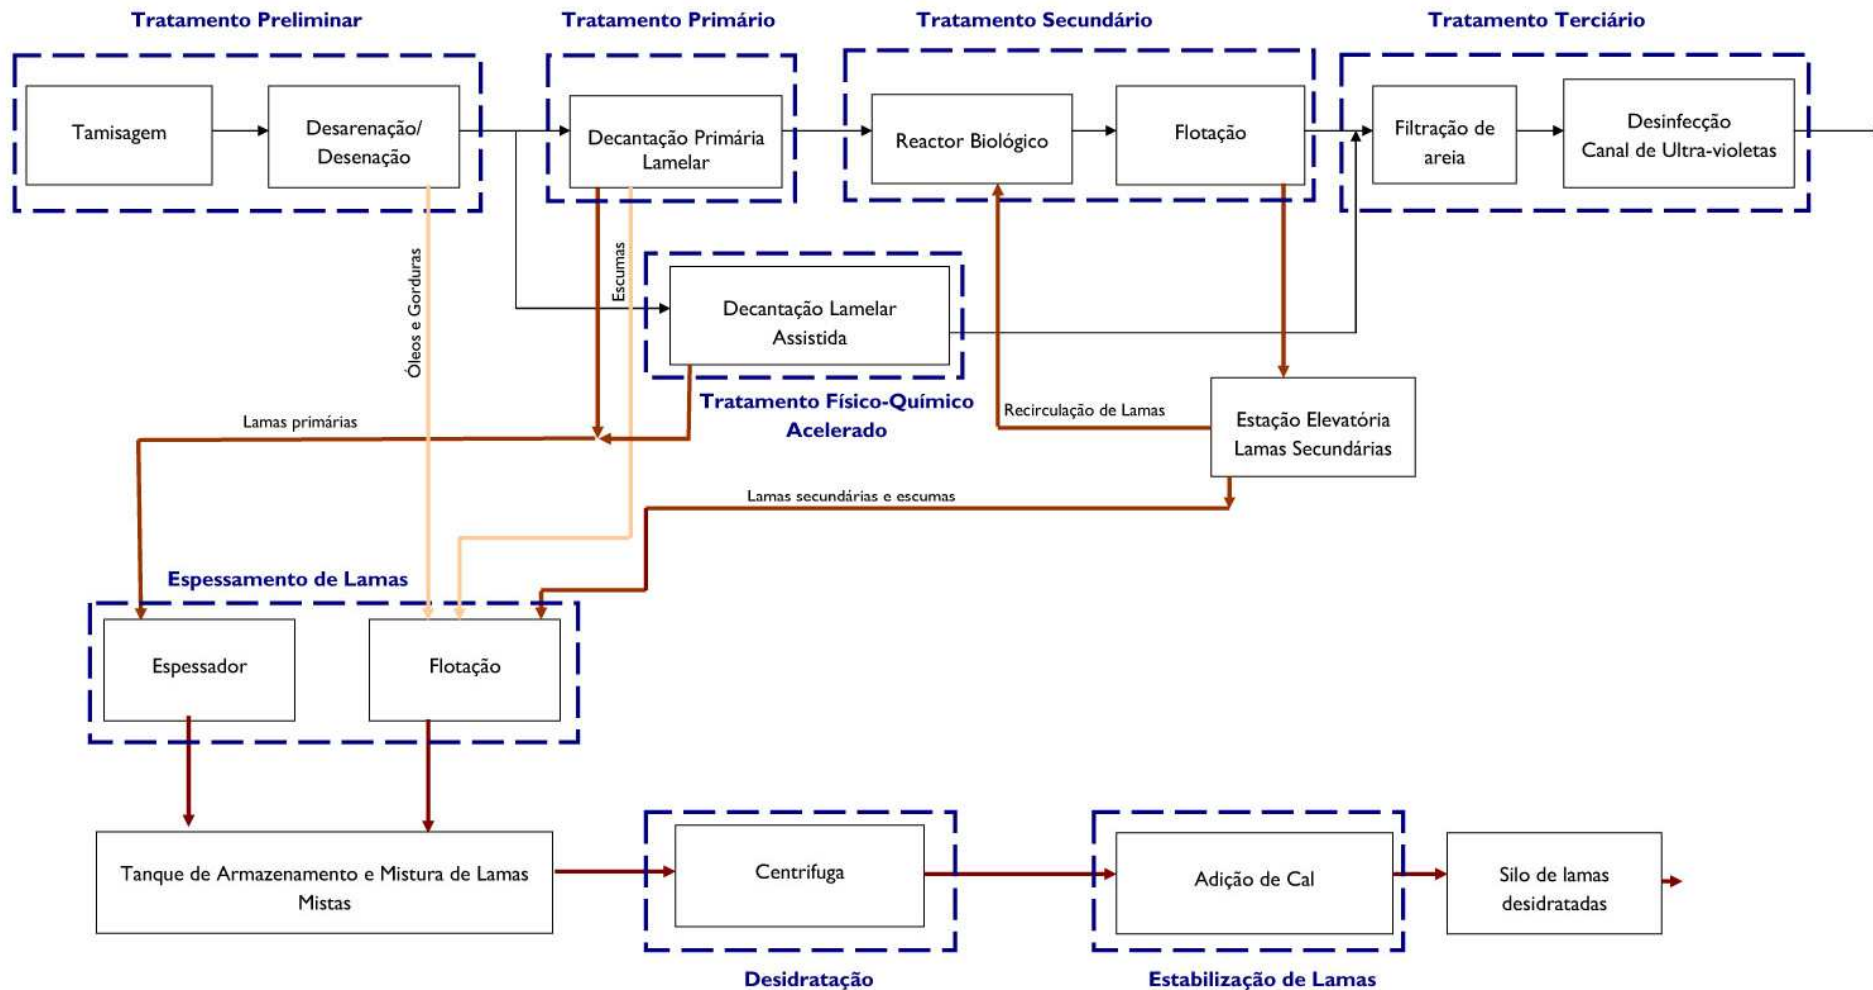 Tratamento Preliminar
Tratamento Primário
Tratamento Secundário
Tratamento Terciário
Tamisagem
Desarenação/
Desenação
Decantação Primária
Lamelar
Reactor Biológico
Flotação
Filtração de
areia
Desinfecção
Canal de Ultra-violetas
Óleos e Gorduras
Escumas
Decantação Lamelar
Assistida
Tratamento Físico-Químico
Acelerado
Lamas primárias
Recirculação de Lamas
Estação Elevatória
Lamas Secundárias
Lamas secundárias e escumas
Espessamento de Lamas
Espessador
Flotação
Tanque de Armazenamento e Mistura de Lamas
Mistas
Centrifuga
Adição de Cal
Silo de lamas
desidratadas
Desidratação
Estabilização de Lamas